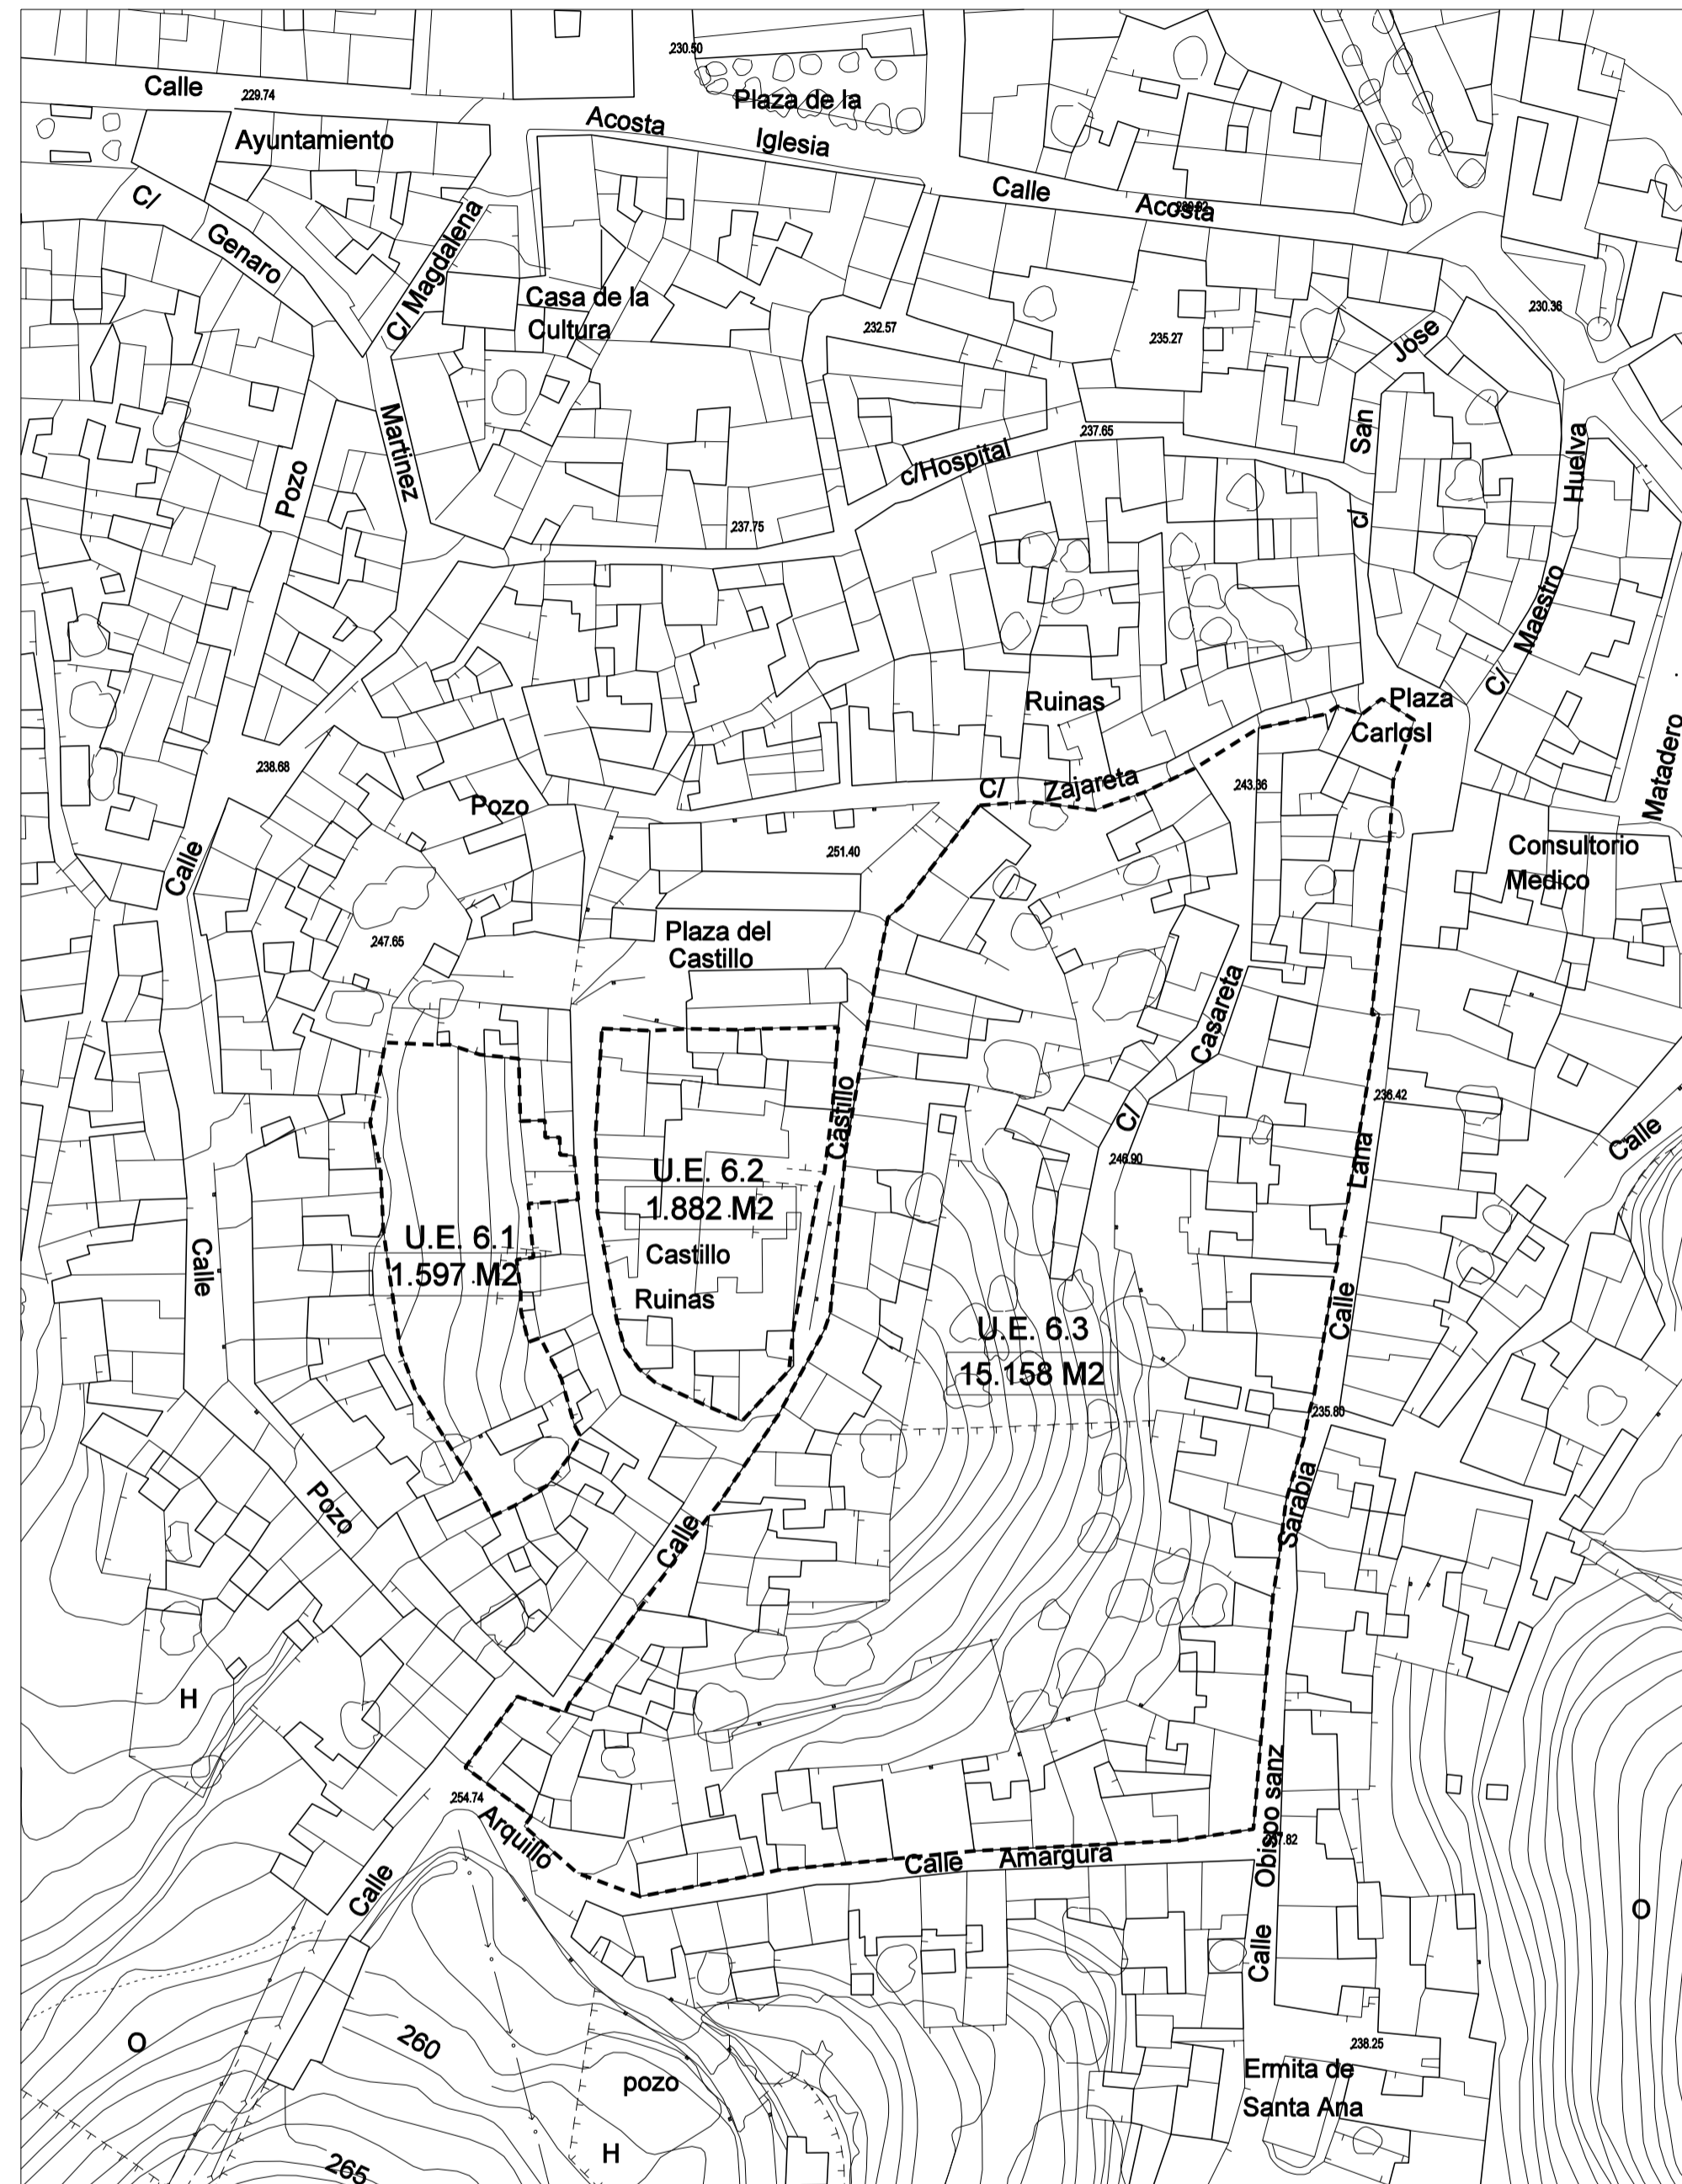 230.50
Calle
229.74
Plaza de la
Iglesia
Acosta
Ayuntamiento
C/
Genaro
C/ Magdalena
Calle
Acosta
Casa de la
Cultura
232.57
235.27
230.36
Jose
San
c/
Martinez
Pozo
c/Hospital
237.65
Huelva
237.75
Maestro
C/
Ruinas
Plaza
CarlosI
238.68
Pozo
C/
Zajareta
243.36
Matadero
Calle
251.40
Consultorio
Medico
247.65
Plaza del
Castillo
Casareta
C/
Castillo
236.42
Calle
U.E. 6.2
1.882 M2
246.90
Lana
Calle
U.E. 6.1
1.597 M2
Castillo
Ruinas
Calle
U.E. 6.3
15.158 M2
235.80
Pozo
Calle
Sarabia
H
254.74
Arquillo
Calle
Obispo sanz
Calle
Calle
Amargura
O
O
260
pozo
238.25
Ermita de
Santa Ana
H
265